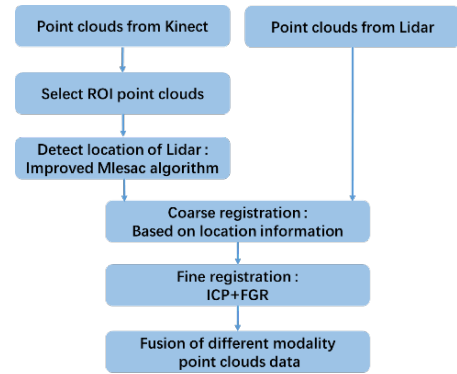 Point clouds from Kinect
Point clouds from Lidar
Select ROI point clouds
Detect location of Lidar :
Improved Mlesac algorithm
Coarse registration :
Based on location information
Fine registration :
ICP+FGR
Fusion of different modality
point clouds data